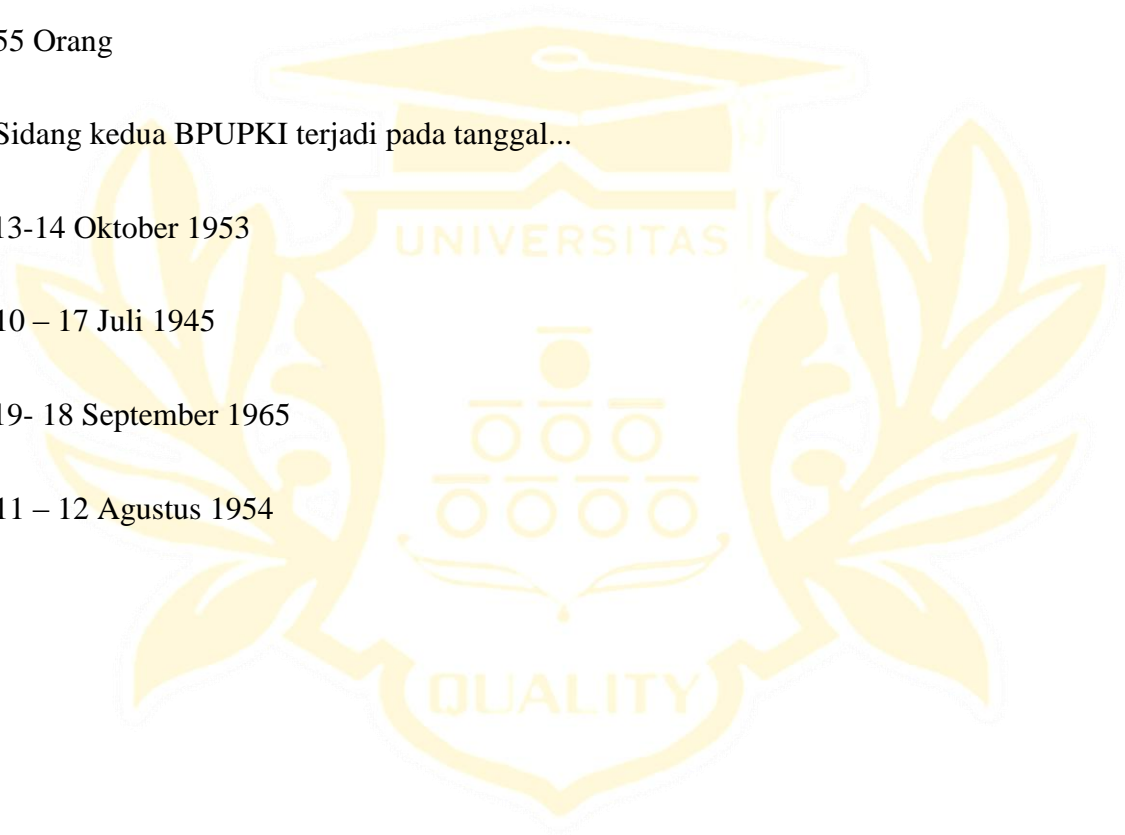 55 Orang
Sidang kedua BPUPKI terjadi pada tanggal...
13-14 Oktober 1953
UNIVERSITAS
10 – 17 Juli 1945
19- 18 September 1965
11 – 12 Agustus 1954
QUALITY